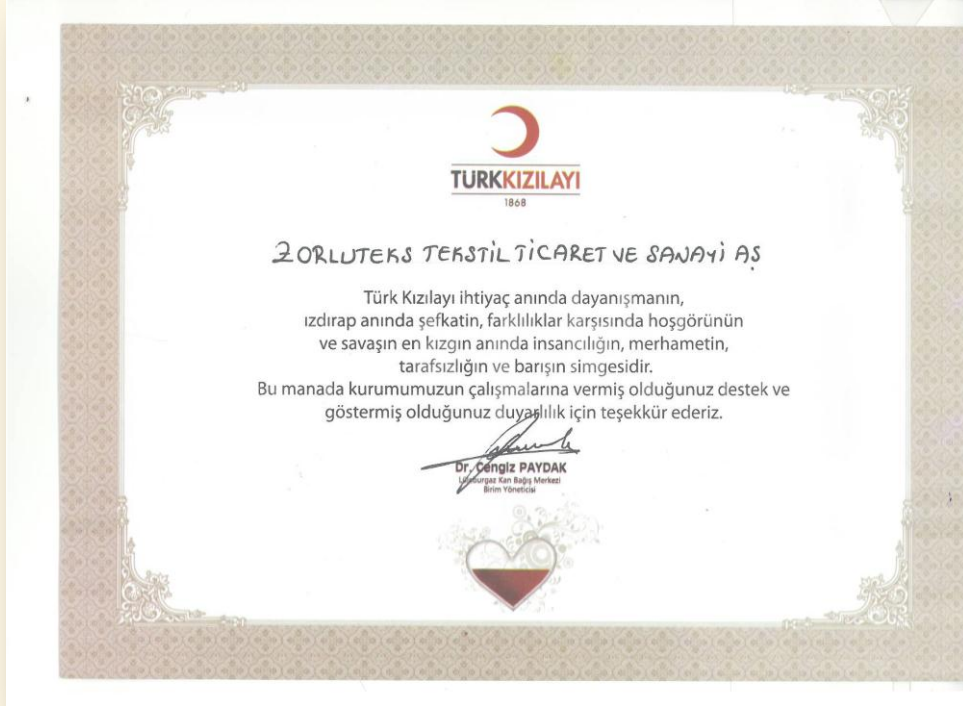 TÜRKKIZILAYI
1868
ZORLUTEKS TEKSTİL TİCARET VE SANAYİ AŞ
Türk Kızılayı ihtiyaç anında dayanışmanın,
ızdırap anında şefkatin, farklılıklar karşısında hoşgörünün
ve savaşın en kızgın anında insancılığın, merhametin,
tarafsızlığın ve barışın simgesidir.
Bu manada kurumumuzun çalışmalarına vermiş olduğunuz destek ve
göstermiş olduğunuz duyarlılık için teşekkür ederiz.
Dr. Cengiz PAYDAK
Lüleburgaz Kan Bağış Merkezi
Birim Yöneticisi